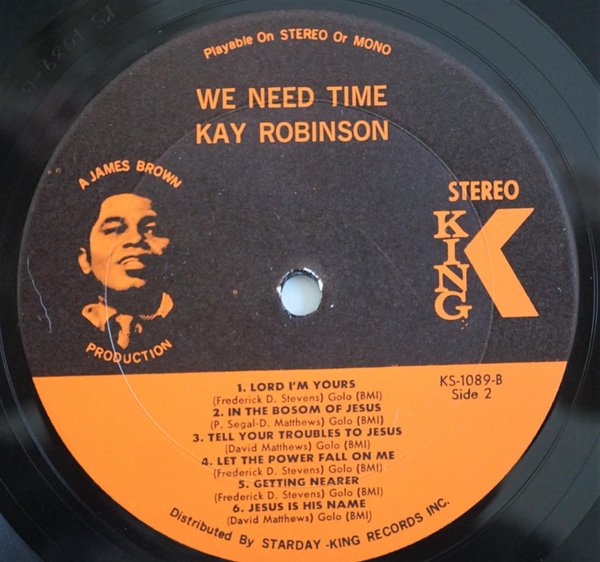 Playable On STEREO Or MONO
WE NEED TIME
KAY ROBINSON
A JAMES BROWN
PRODUCTION
STEREO
KING
K
KS-1089-B
Side 2
1. LORD I'M YOURS
(Frederick D. Stevens) Golo (BMI)
2. IN THE BOSOM OF JESUS
(P. Segal-D. Matthews) Golo (BMI)
3. TELL YOUR TROUBLES TO JESUS
(David Matthews) Golo (BMI)
4. LET THE POWER FALL ON ME
(Frederick D. Stevens) Golo (BMI)
5. GETTING NEARER
(Frederick D. Stevens) Golo (BMI)
6. JESUS IS HIS NAME
(David Matthews) Golo (BMI)
Distributed By STARDAY-KING RECORDS INC.